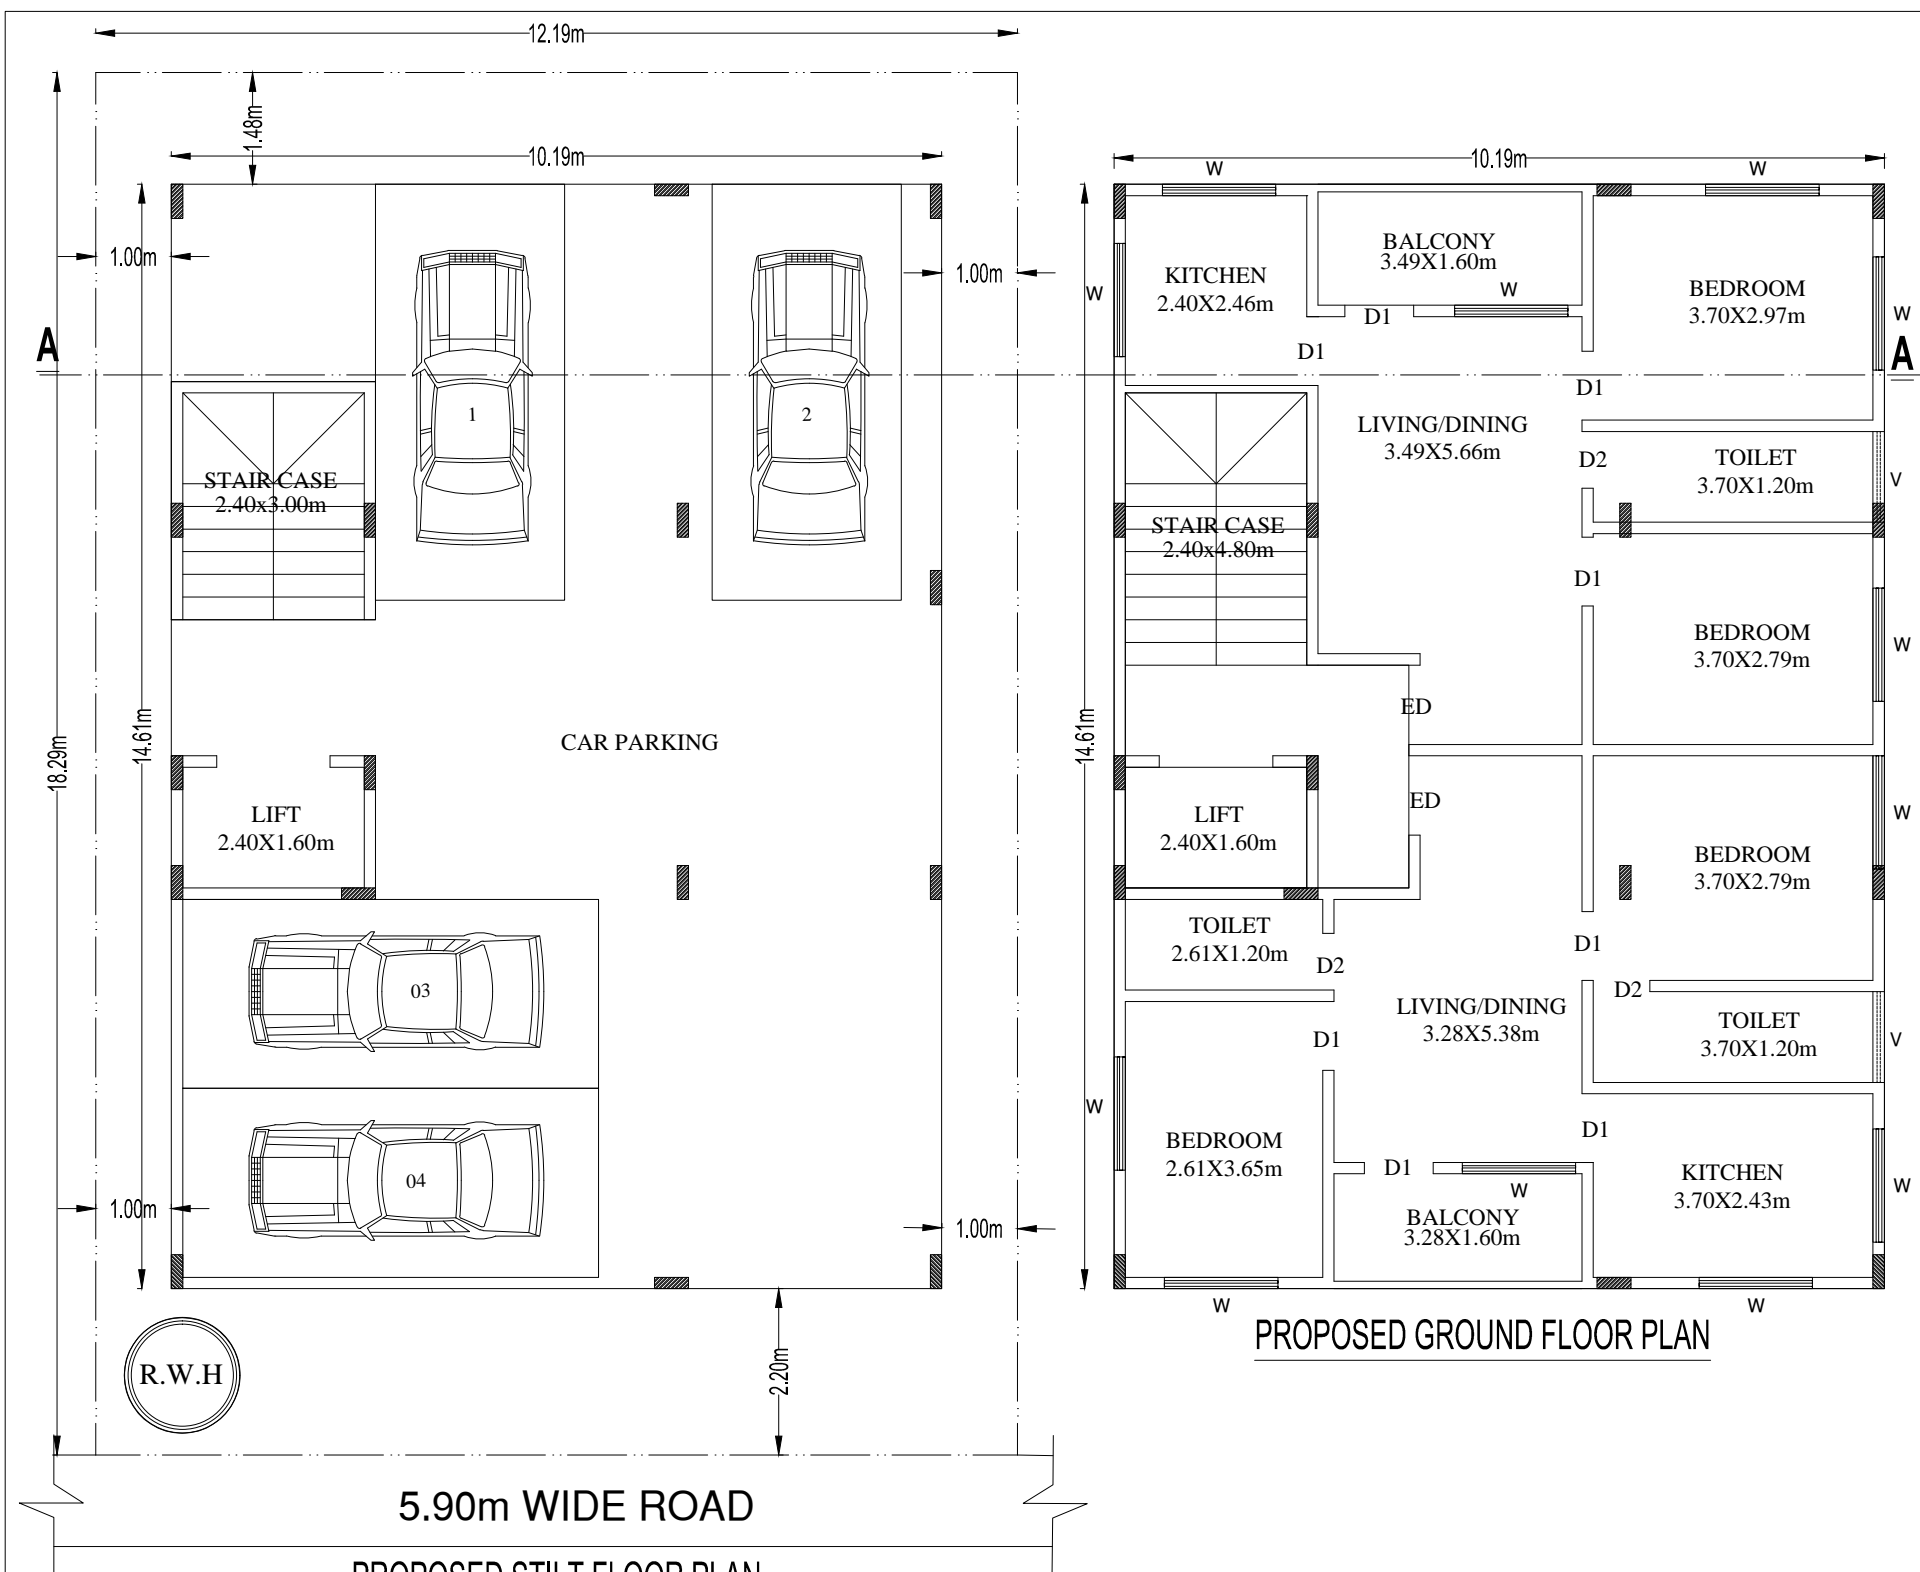 12.19m
1.48m
10.19m
1.00m
1.00m
A
1
2
STAIR CASE
2.40x3.00m
18.29m
14.61m
CAR PARKING
LIFT
2.40X1.60m
03
04
1.00m
1.00m
R.W.H
2.20m
5.90m WIDE ROAD
PROPOSED STILT FLOOR PLAN
10.19m
W
W
BALCONY
3.49X1.60m
KITCHEN
2.40X2.46m
W
W
BEDROOM
3.70X2.97m
W
D1
D1
A
D1
LIVING/DINING
3.49X5.66m
D2
TOILET
3.70X1.20m
V
STAIR CASE
2.40x4.80m
D1
BEDROOM
3.70X2.79m
W
ED
14.61m
ED
LIFT
2.40X1.60m
W
BEDROOM
3.70X2.79m
TOILET
2.61X1.20m
D1
D2
D2
LIVING/DINING
3.28X5.38m
TOILET
3.70X1.20m
V
D1
W
BEDROOM
2.61X3.65m
D1
D1
KITCHEN
3.70X2.43m
W
W
BALCONY
3.28X1.60m
W
W
PROPOSED GROUND FLOOR PLAN